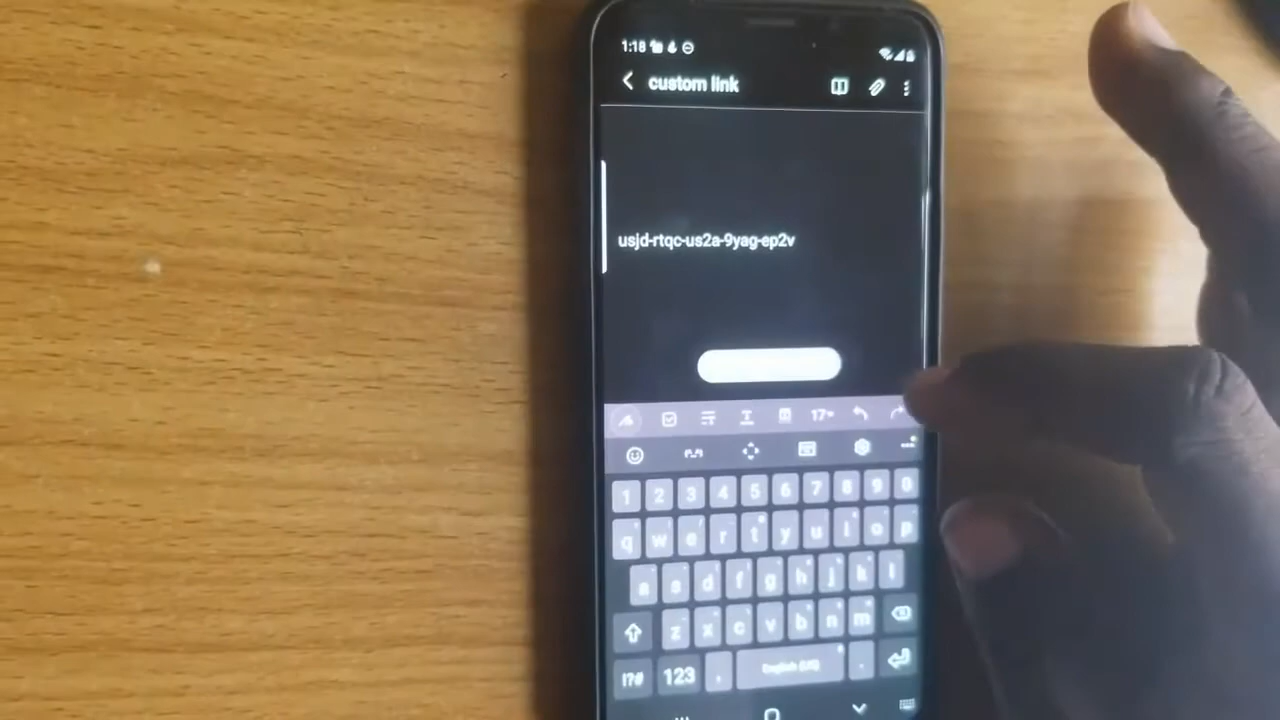 1:18
custom link
usjd-rtqc-us2a-9yag-ep2v
17
1 2 3 4 5 6 7 8 9 0
q w e r t y u i o p
a s d f g h j k l
z x c v b n m
!?# 123 , English (US) .